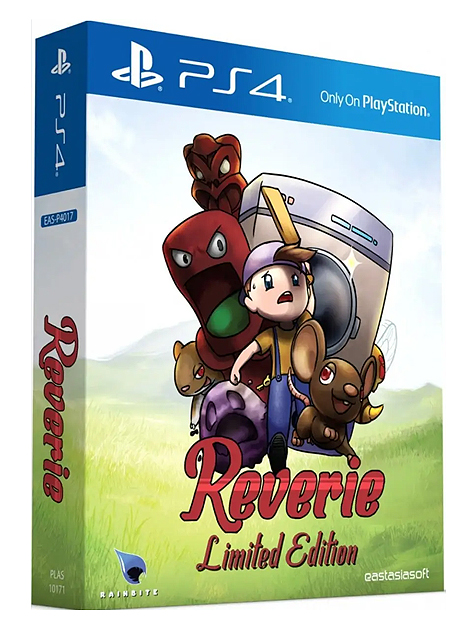 PS4
Only On PlayStation.
PS4
EAS-P4017
Reverie
PLAS
10171
Reverie
Limited Edition
RAINBITE
eastasiasoft